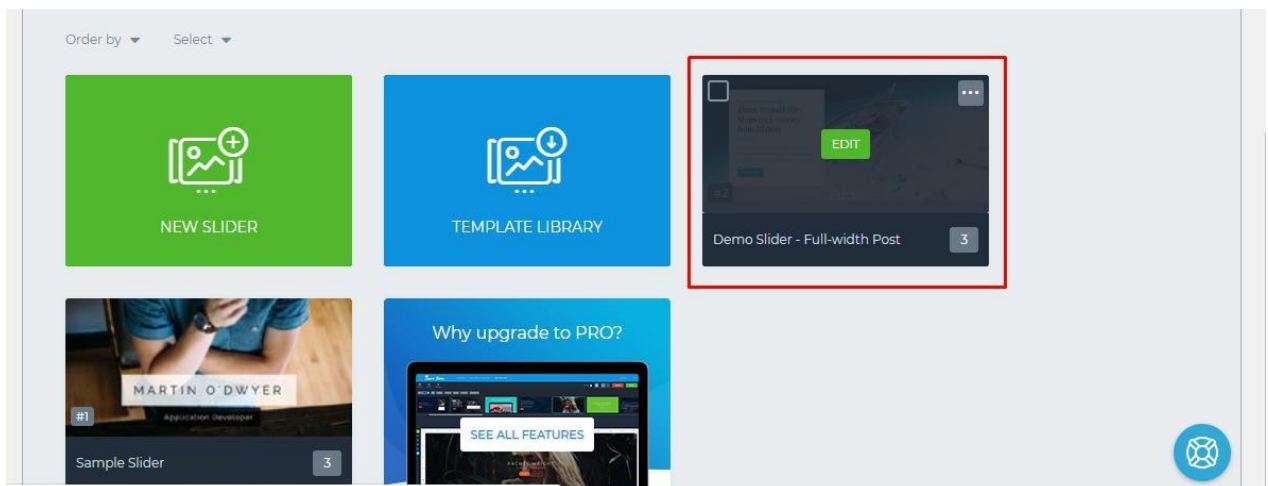 Order by
Select
NEW SLIDER
TEMPLATE LIBRARY
...
EDIT
#2
Demo Slider - Full-width Post
3
MARTIN O'DWYER
Application Developer
#1
Sample Slider
3
Why upgrade to PRO?
SEE ALL FEATURES